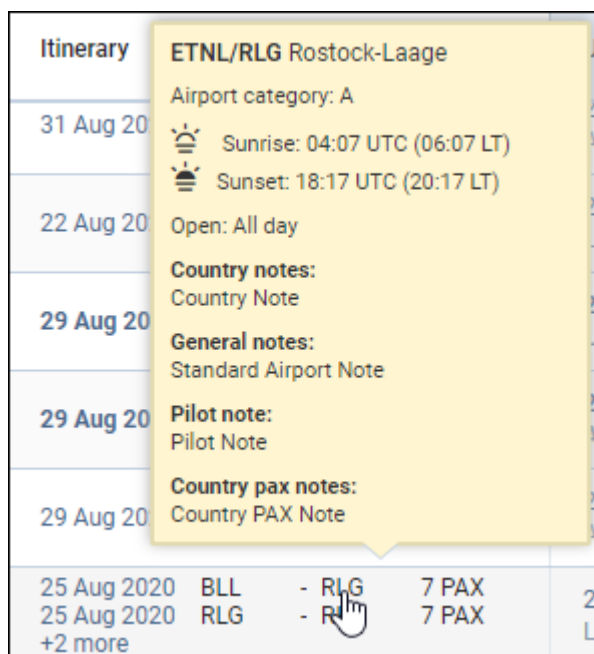 Itinerary
ETNL/RLG Rostock-Laage
Airport category: A
31 Aug 20
Sunrise: 04:07 UTC (06:07 LT)
Sunset: 18:17 UTC (20:17 LT)
22 Aug 20
Open: All day
Country notes:
Country Note
29 Aug 20
General notes:
Standard Airport Note
29 Aug 20
Pilot note:
Pilot Note
Country pax notes:
29 Aug 20
Country PAX Note
25 Aug 2020 BLL - RLG 7 PAX
25 Aug 2020 RLG - R 7 PAX
+2 more
2
L